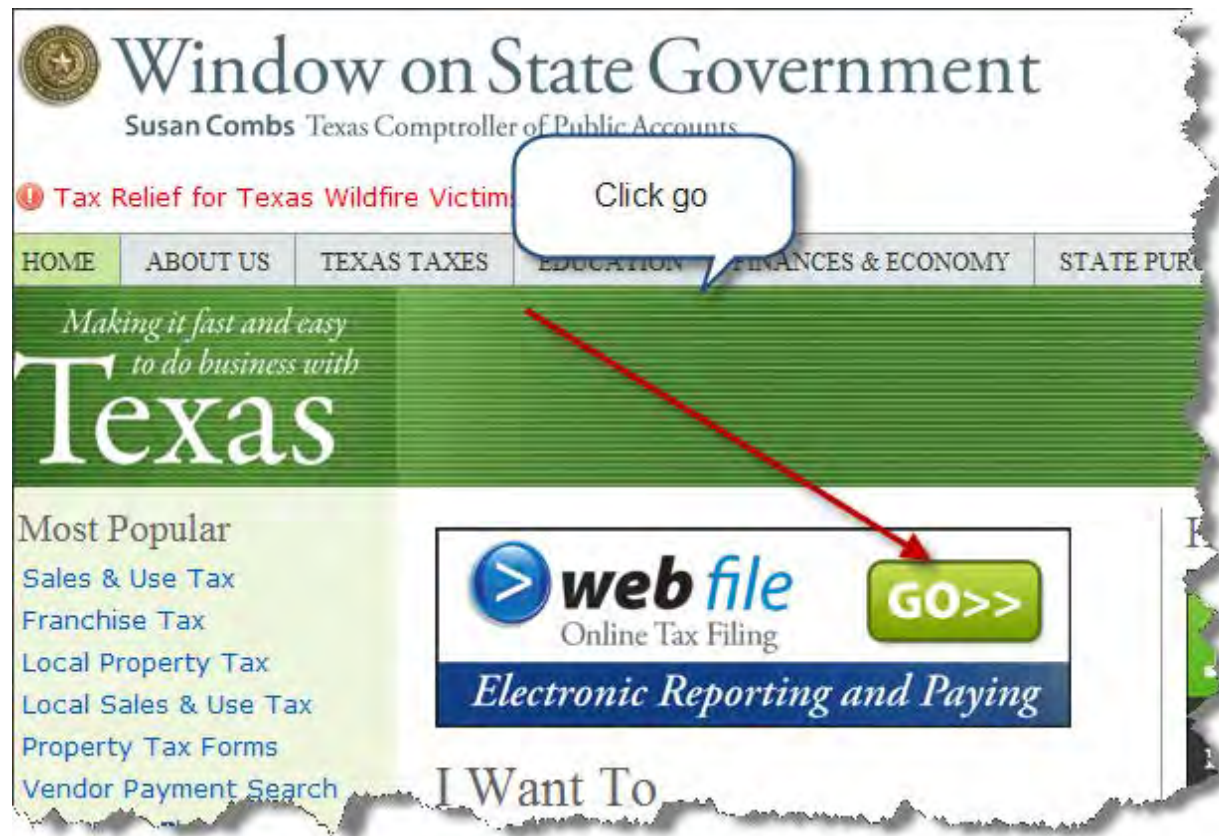 Window on State Government
Susan Combs Texas Comptroller of Public Accounts
Tax Relief for Texas Wildfire Victim
Click go
HOME ABOUT US TEXAS TAXES EDUCATION FINANCES & ECONOMY STATE PUR
Making it fast and easy
to do business with
Texas
Most Popular
Sales & Use Tax
Franchise Tax
Local Property Tax
Local Sales & Use Tax
Property Tax Forms
Vendor Payment Search
web file
Online Tax Filing
GO>>
Electronic Reporting and Paying
I Want To